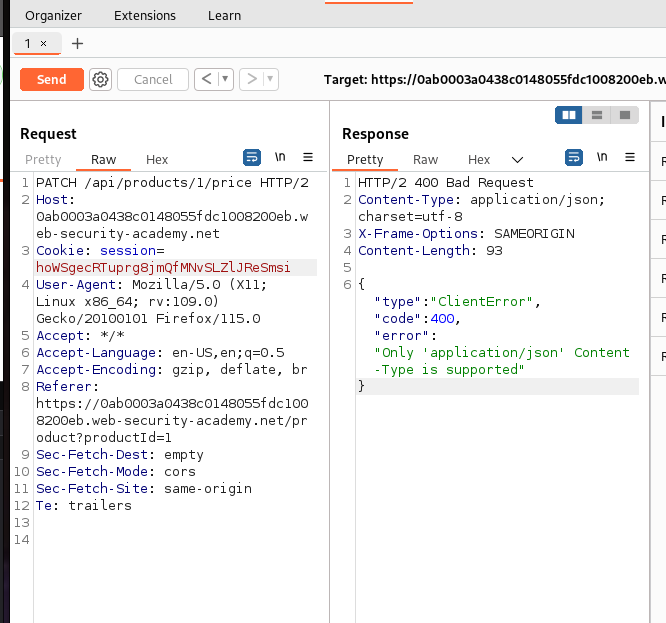 Organizer Extensions Learn
1 × +
Send Cancel < ▾ > ▾ Target: https://0ab0003a0438c0148055fdc1008200eb.w
Request
Pretty Raw Hex \n ≡
1 PATCH /api/products/1/price HTTP/2
2 Host:
0ab0003a0438c0148055fdc1008200eb.w
eb-security-academy.net
3 Cookie: session=
hoWSgecRTuprg8jmQfMNvSLZlJReSmsi
4 User-Agent: Mozilla/5.0 (X11;
Linux x86_64; rv:109.0)
Gecko/20100101 Firefox/115.0
5 Accept: */*
6 Accept-Language: en-US,en;q=0.5
7 Accept-Encoding: gzip, deflate, br
8 Referer:
https://0ab0003a0438c0148055fdc100
8200eb.web-security-academy.net/pr
oduct?productId=1
9 Sec-Fetch-Dest: empty
10 Sec-Fetch-Mode: cors
11 Sec-Fetch-Site: same-origin
12 Te: trailers
13
14
Response
Pretty Raw Hex \n ≡
1 HTTP/2 400 Bad Request
2 Content-Type: application/json;
charset=utf-8
3 X-Frame-Options: SAMEORIGIN
4 Content-Length: 93
5
6 {
"type":"ClientError",
"code":400,
"error":
"Only 'application/json' Content
-Type is supported"
}